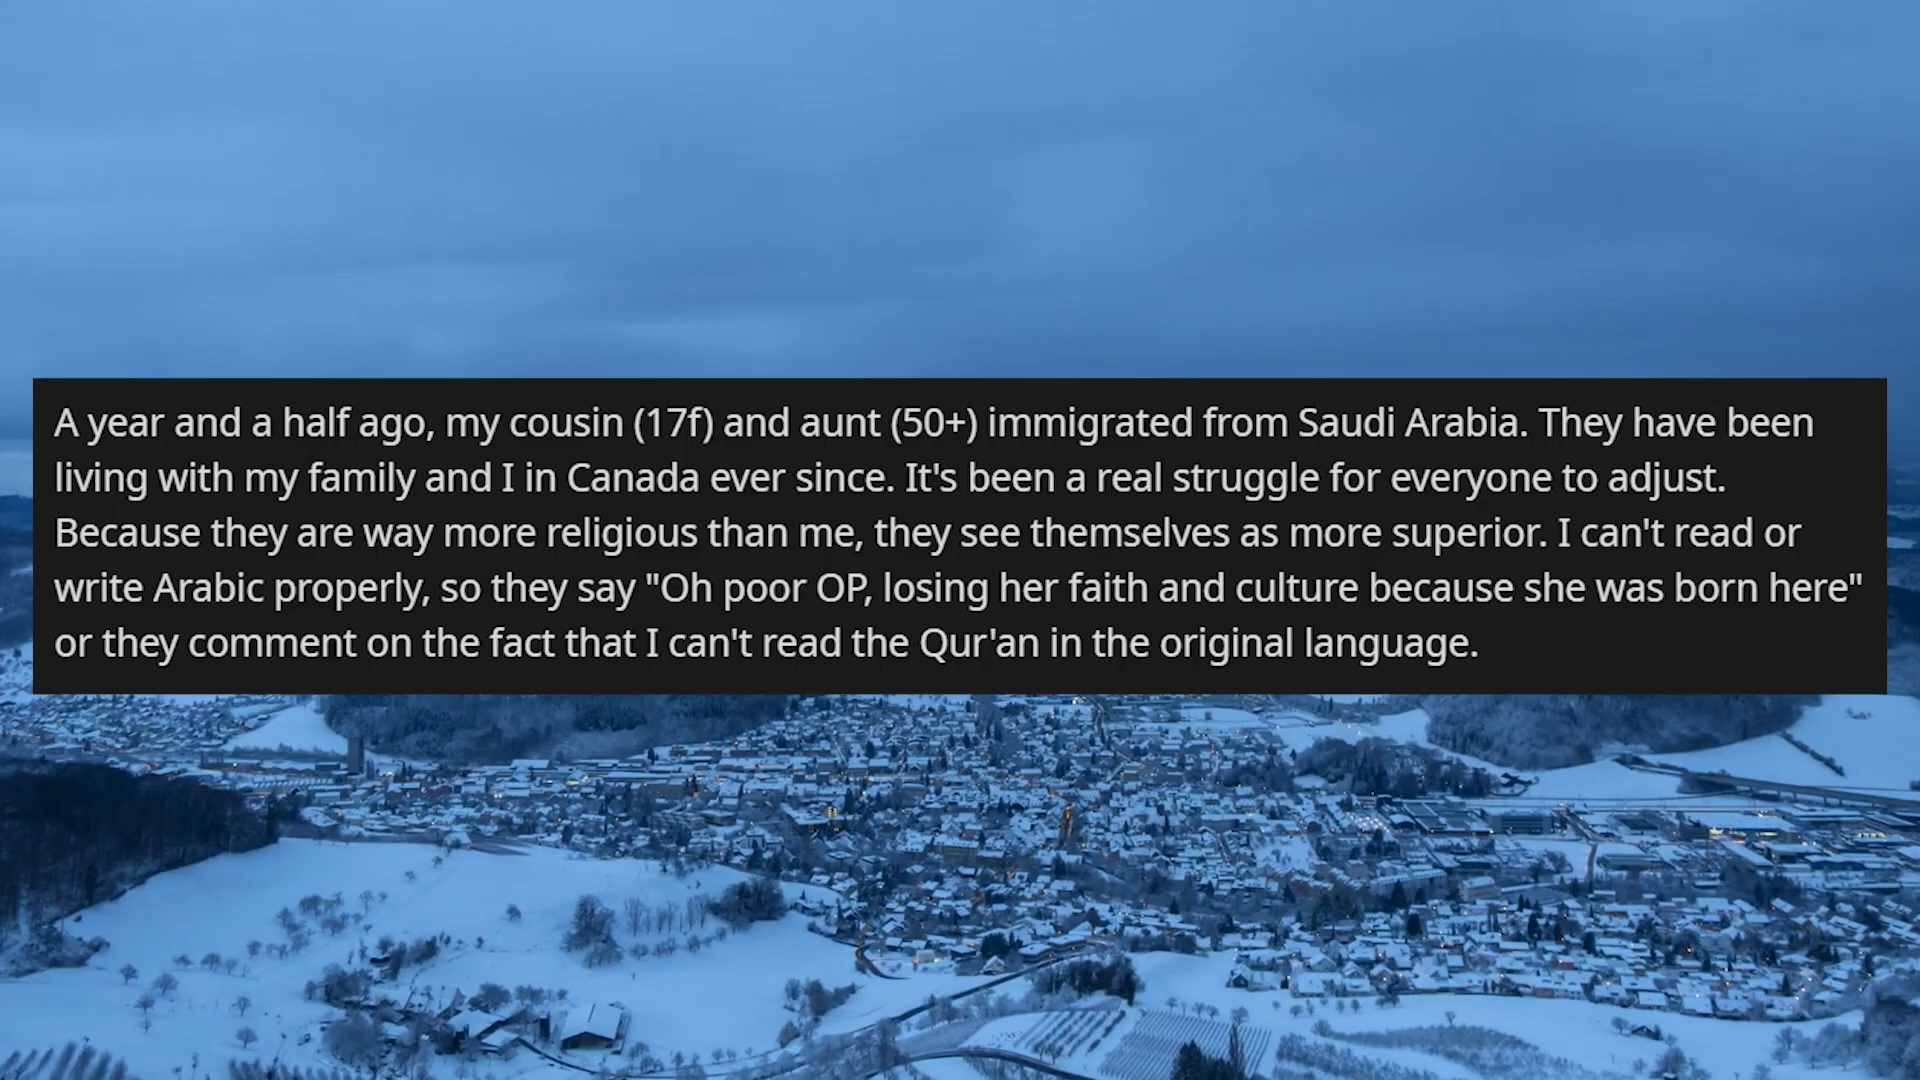 A year and a half ago, my cousin (17f) and aunt (50+) immigrated from Saudi Arabia. They have been
living with my family and I in Canada ever since. It's been a real struggle for everyone to adjust.
Because they are way more religious than me, they see themselves as more superior. I can't read or
write Arabic properly, so they say "Oh poor OP, losing her faith and culture because she was born here"
or they comment on the fact that I can't read the Qur'an in the original language.